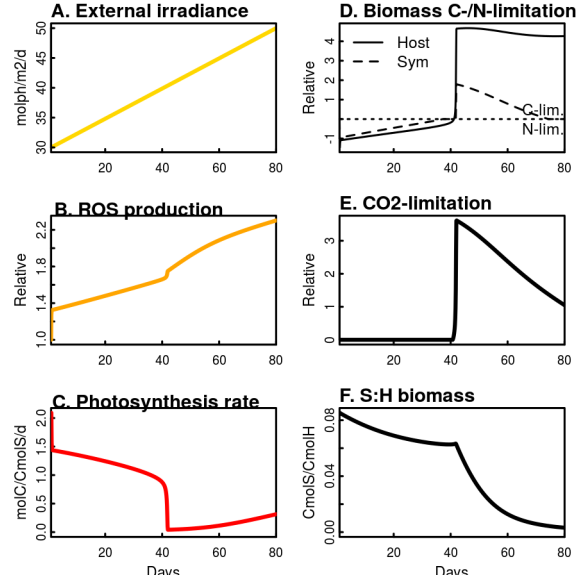 A. External irradiance
molph/m2/d
30 35 40 45 50
20 40 60 80
B. ROS production
Relative
1.0 1.4 1.8 2.2
20 40 60 80
C. Photosynthesis rate
molC/CmolS/d
0.0 0.5 1.0 1.5 2.0
20 40 60 80
Days
D. Biomass C-/N-limitation
Relative
-1 1 2 4
Host
Sym
C-lim.
N-lim.
20 40 60 80
E. CO2-limitation
Relative
0 1 2 3
20 40 60 80
F. S:H biomass
CmolS/CmolH
0.00 0.04 0.08
20 40 60 80
Days